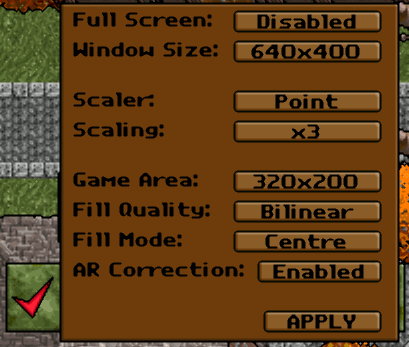 Full Screen: Disabled
Window Size: 640x400
Scaler: Point
Scaling: x3
Game Area: 320x200
Fill Quality: Bilinear
Fill Mode: Centre
AR Correction: Enabled
APPLY